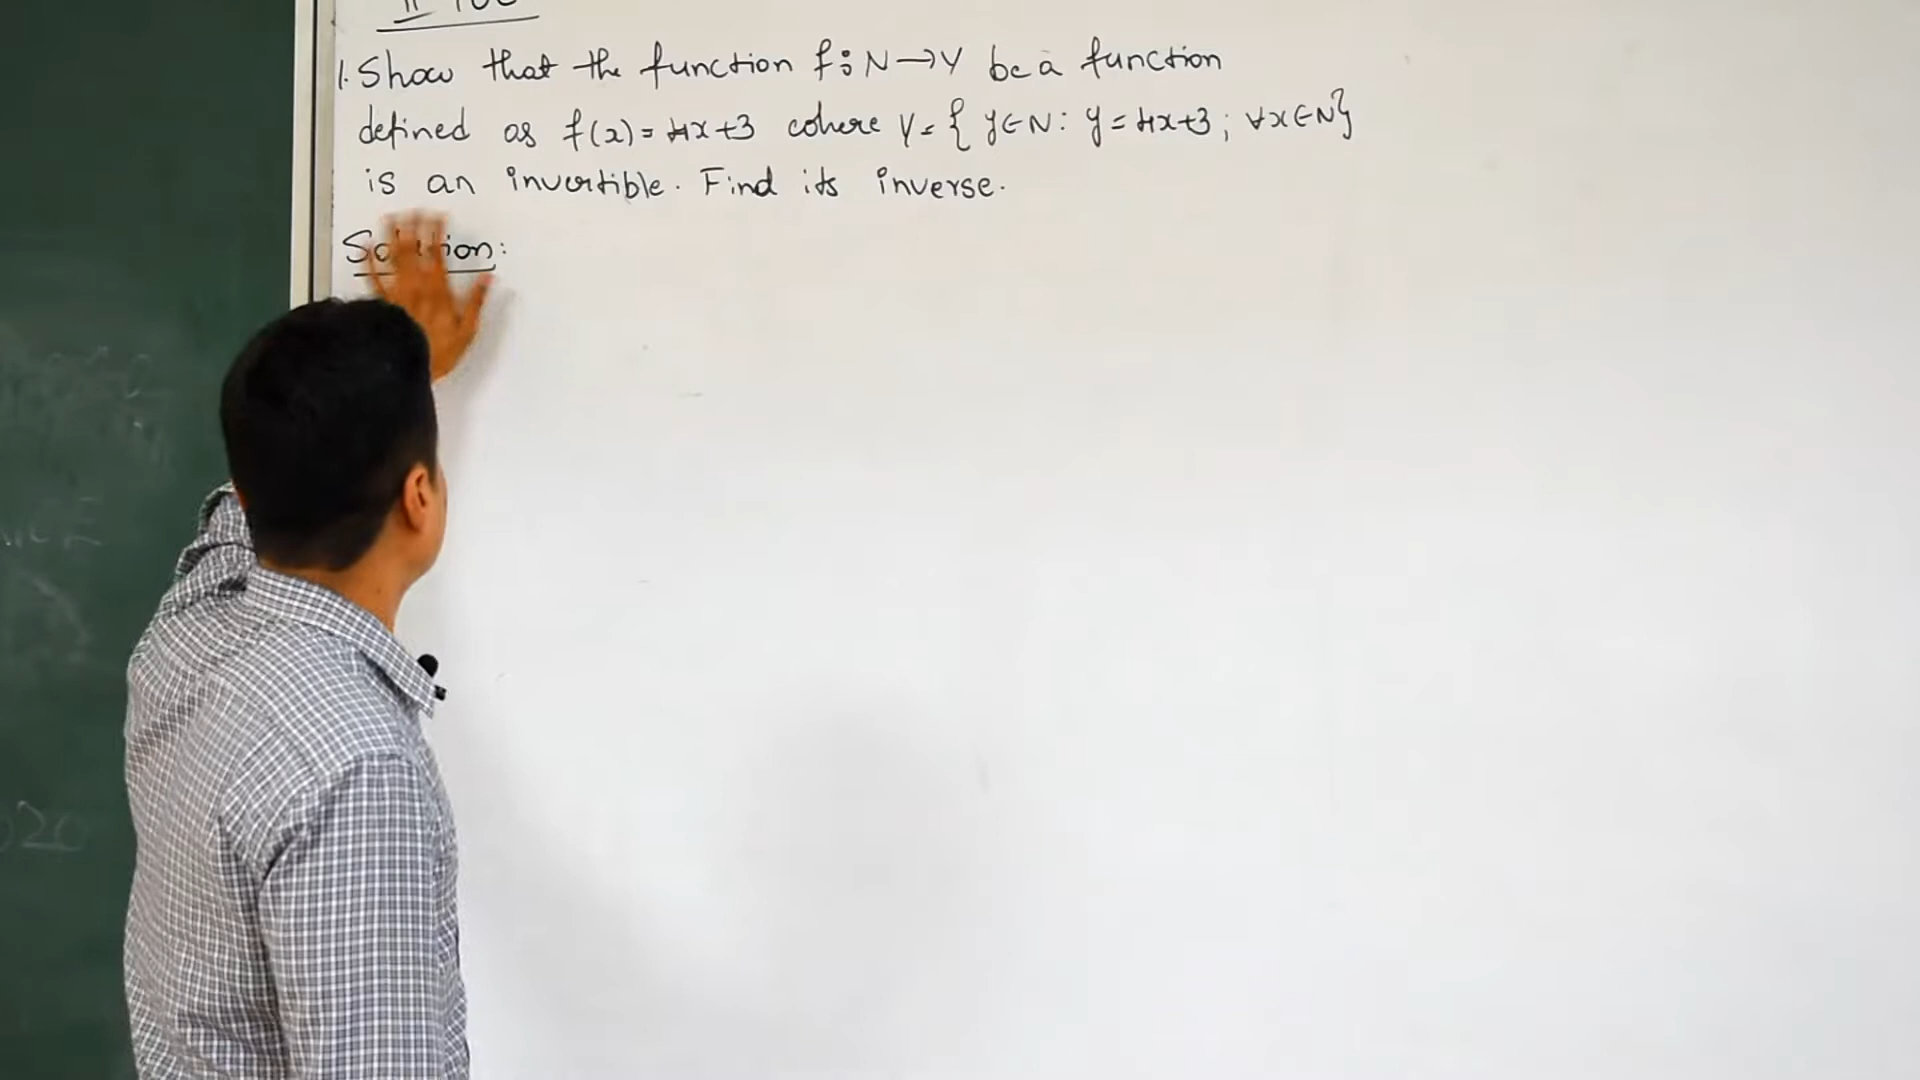 1. Show that the function f: N→Y be a function
defined as f(x) = 4x+3 where Y = { y∈N : y = 4x+3 ; ∀x∈N}
is an invertible. Find its inverse.
Solution: